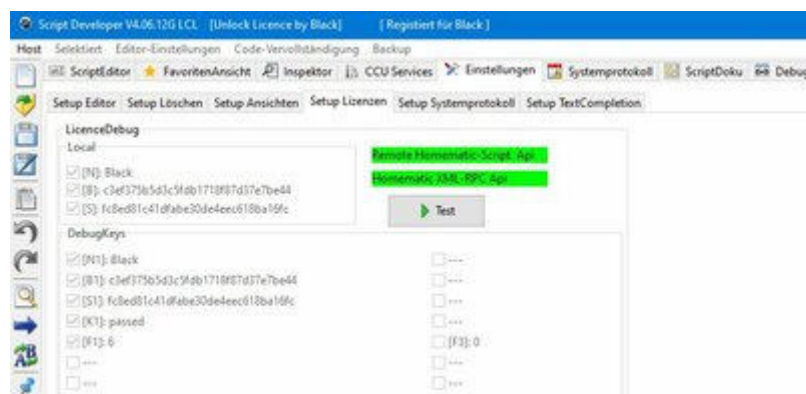 Script Developer V4.06.12G LCL [Unlock Licence by Black] [ Registiert für Black ]
Host Selektiert Editor-Einstellungen Code-Vervollständigung Backup
ScriptEditor FavoritenAnsicht Inspektor CCU Services Einstellungen Systemprotokoll ScriptDoku Debug
Setup Editor Setup Löschen Setup Ansichten Setup Lizenzen Setup Systemprotokoll Setup TextCompletion
LicenceDebug
Local
Remote Homematic-Script Api
[N]: Black
Homematic XML-RPC Api
[B]: c3ef375b5d3c5fdb1718f87d37e7be44
[S]: fc8ed81c41dfabe30de4eec618ba16fc
Test
DebugKeys
[N1]: Black ---
[B1]: c3ef375b5d3c5fdb1718f87d37e7be44 ---
[S1]: fc8ed81c41dfabe30de4eec618ba16fc ---
[K1]: passed ---
[F1]: 6 [F3]: 0
--- ---
--- ---